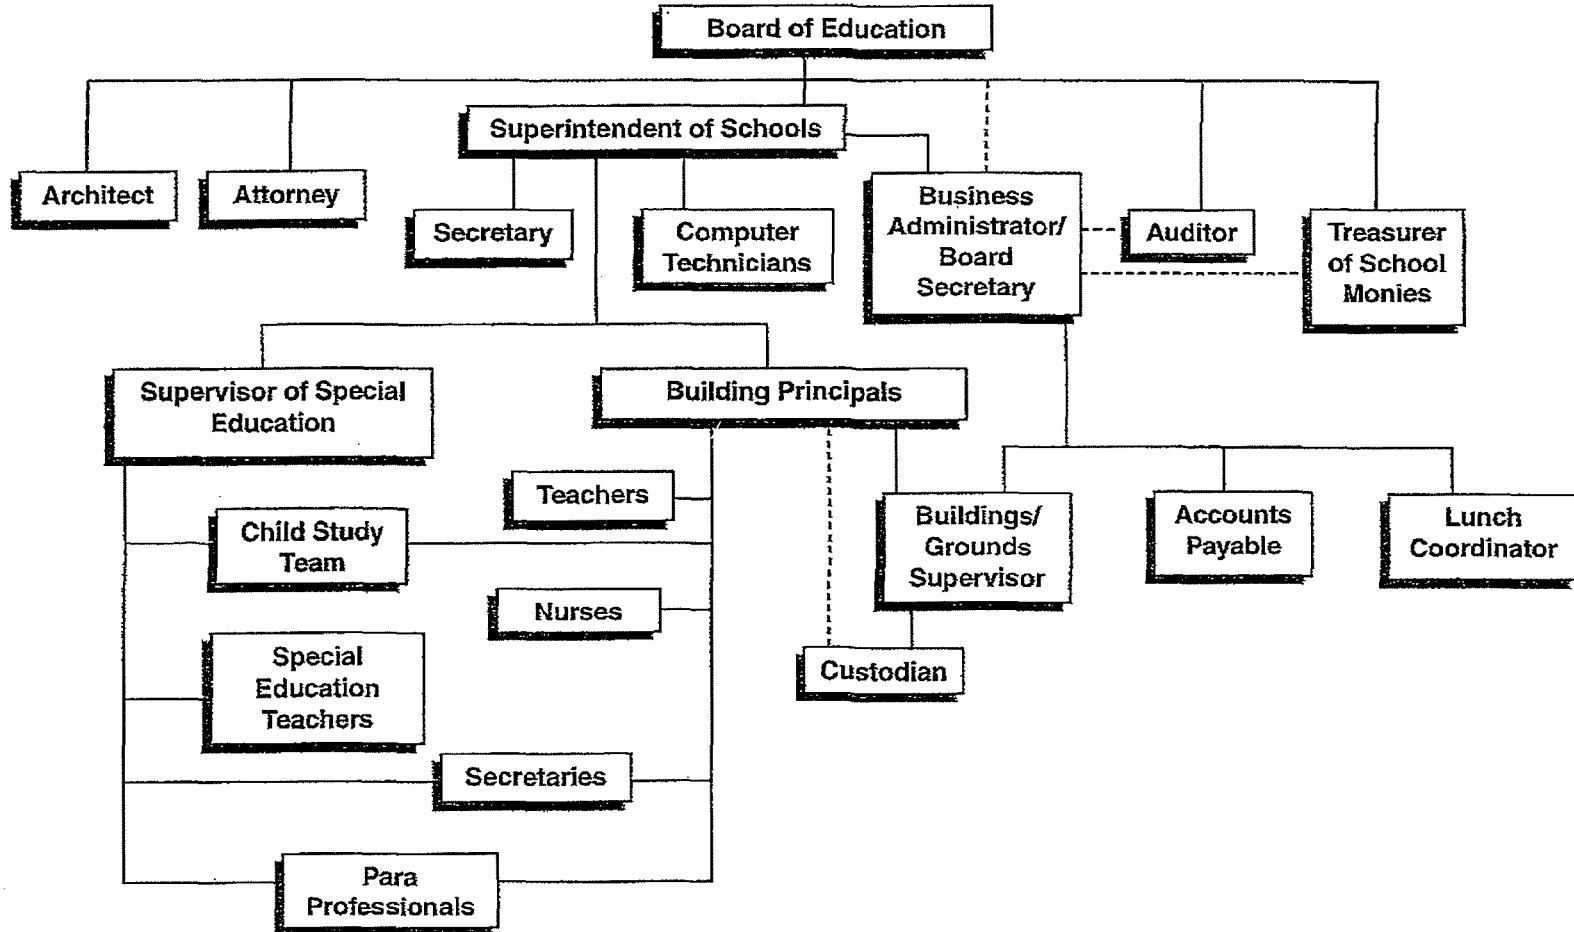 Board of Education
Superintendent of Schools
Architect
Attorney
Secretary
Computer
Technicians
Business
Administrator/
Board
Secretary
Auditor
Treasurer
of School
Monies
Supervisor of Special
Education
Building Principals
Teachers
Child Study
Team
Nurses
Special
Education
Teachers
Secretaries
Para
Professionals
Buildings/
Grounds
Supervisor
Custodian
Accounts
Payable
Lunch
Coordinator